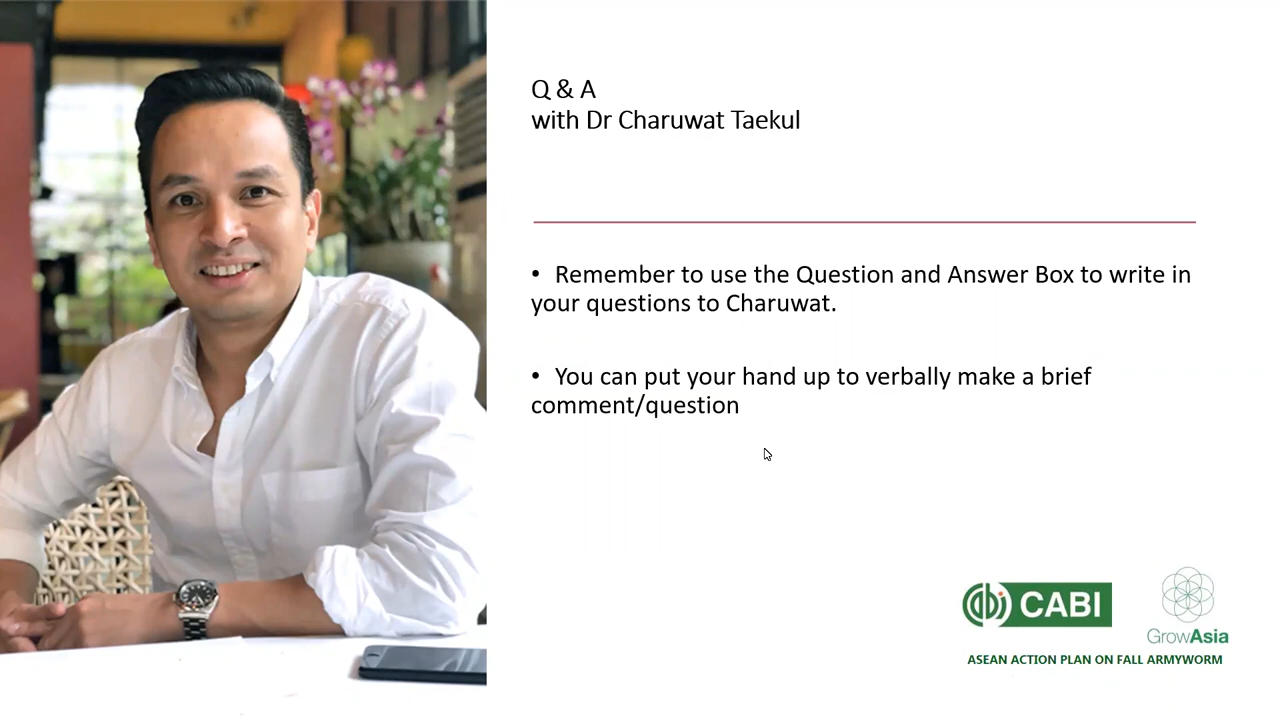 Q & A
with Dr Charuwat Taekul
• Remember to use the Question and Answer Box to write in
your questions to Charuwat.
• You can put your hand up to verbally make a brief
comment/question
CABI
GrowAsia
ASEAN ACTION PLAN ON FALL ARMYWORM